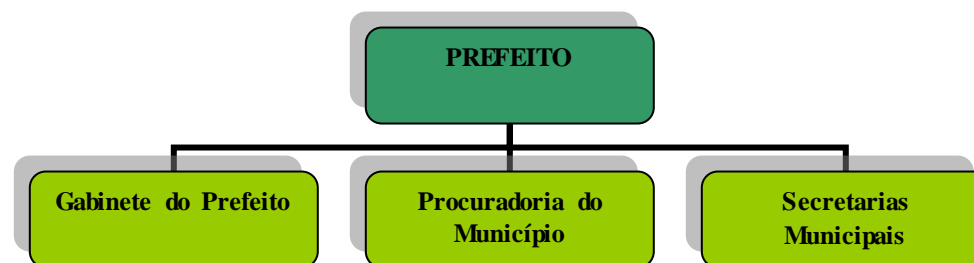 PREFEITO
Gabinete do Prefeito
Procuradoria do
Município
Secretarias
Municipais